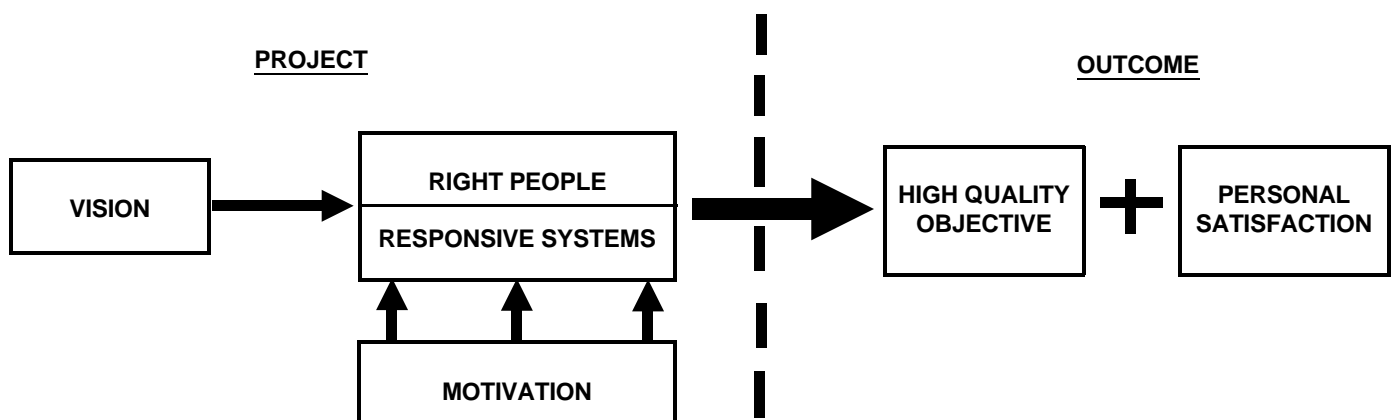 PROJECT
OUTCOME
VISION
RIGHT PEOPLE
RESPONSIVE SYSTEMS
MOTIVATION
HIGH QUALITY
OBJECTIVE
PERSONAL
SATISFACTION